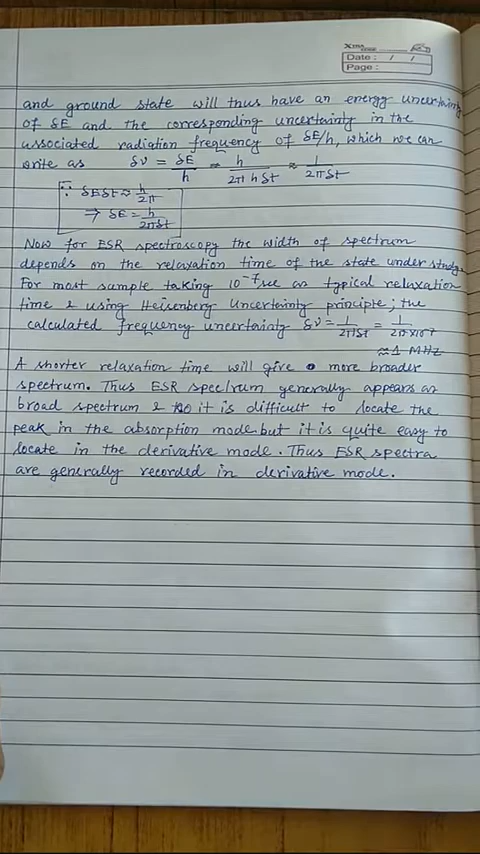 Date : / /
Page :
and ground state will thus have an energy uncertainty
of δE and the corresponding uncertainty in the
associated radiation frequency of δE/h, which we can
write as δν = δE/h ≈ h/2πhδt ≈ 1/2πδt
∵ δEδt ≈ h/2π
⇒ δE = h/2πδt
Now for ESR spectroscopy the width of spectrum
depends on the relaxation time of the state under study.
For most sample taking 10⁻⁷ sec as typical relaxation
time & using Heisenberg Uncertainty principle; the
calculated frequency uncertainty δν = 1/2πδt = 1/2π×10⁻⁷
≈ 1 MHz
A shorter relaxation time will give more broader
spectrum. Thus ESR spectrum generally appears as
broad spectrum & so it is difficult to locate the
peak in the absorption mode but it is quite easy to
locate in the derivative mode. Thus ESR spectra
are generally recorded in derivative mode.